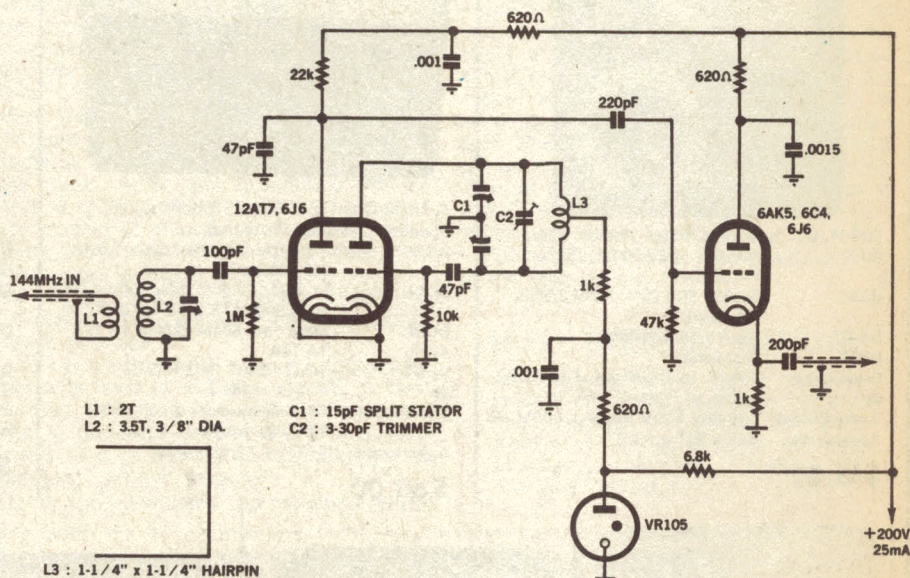 620Ω
.001
22k
620Ω
220pF
47pF
.0015
12AT7, 6J6
C1
C2
L3
6AK5, 6C4,
6J6
100pF
144MHz IN
L1
L2
1M
10k
47pF
1k
47k
200pF
1k
.001
620Ω
L1 : 2T
L2 : 3.5T, 3/8" DIA.
C1 : 15pF SPLIT STATOR
C2 : 3-30pF TRIMMER
6.8k
VR105
+200V
25mA
L3 : 1-1/4" x 1-1/4" HAIRPIN